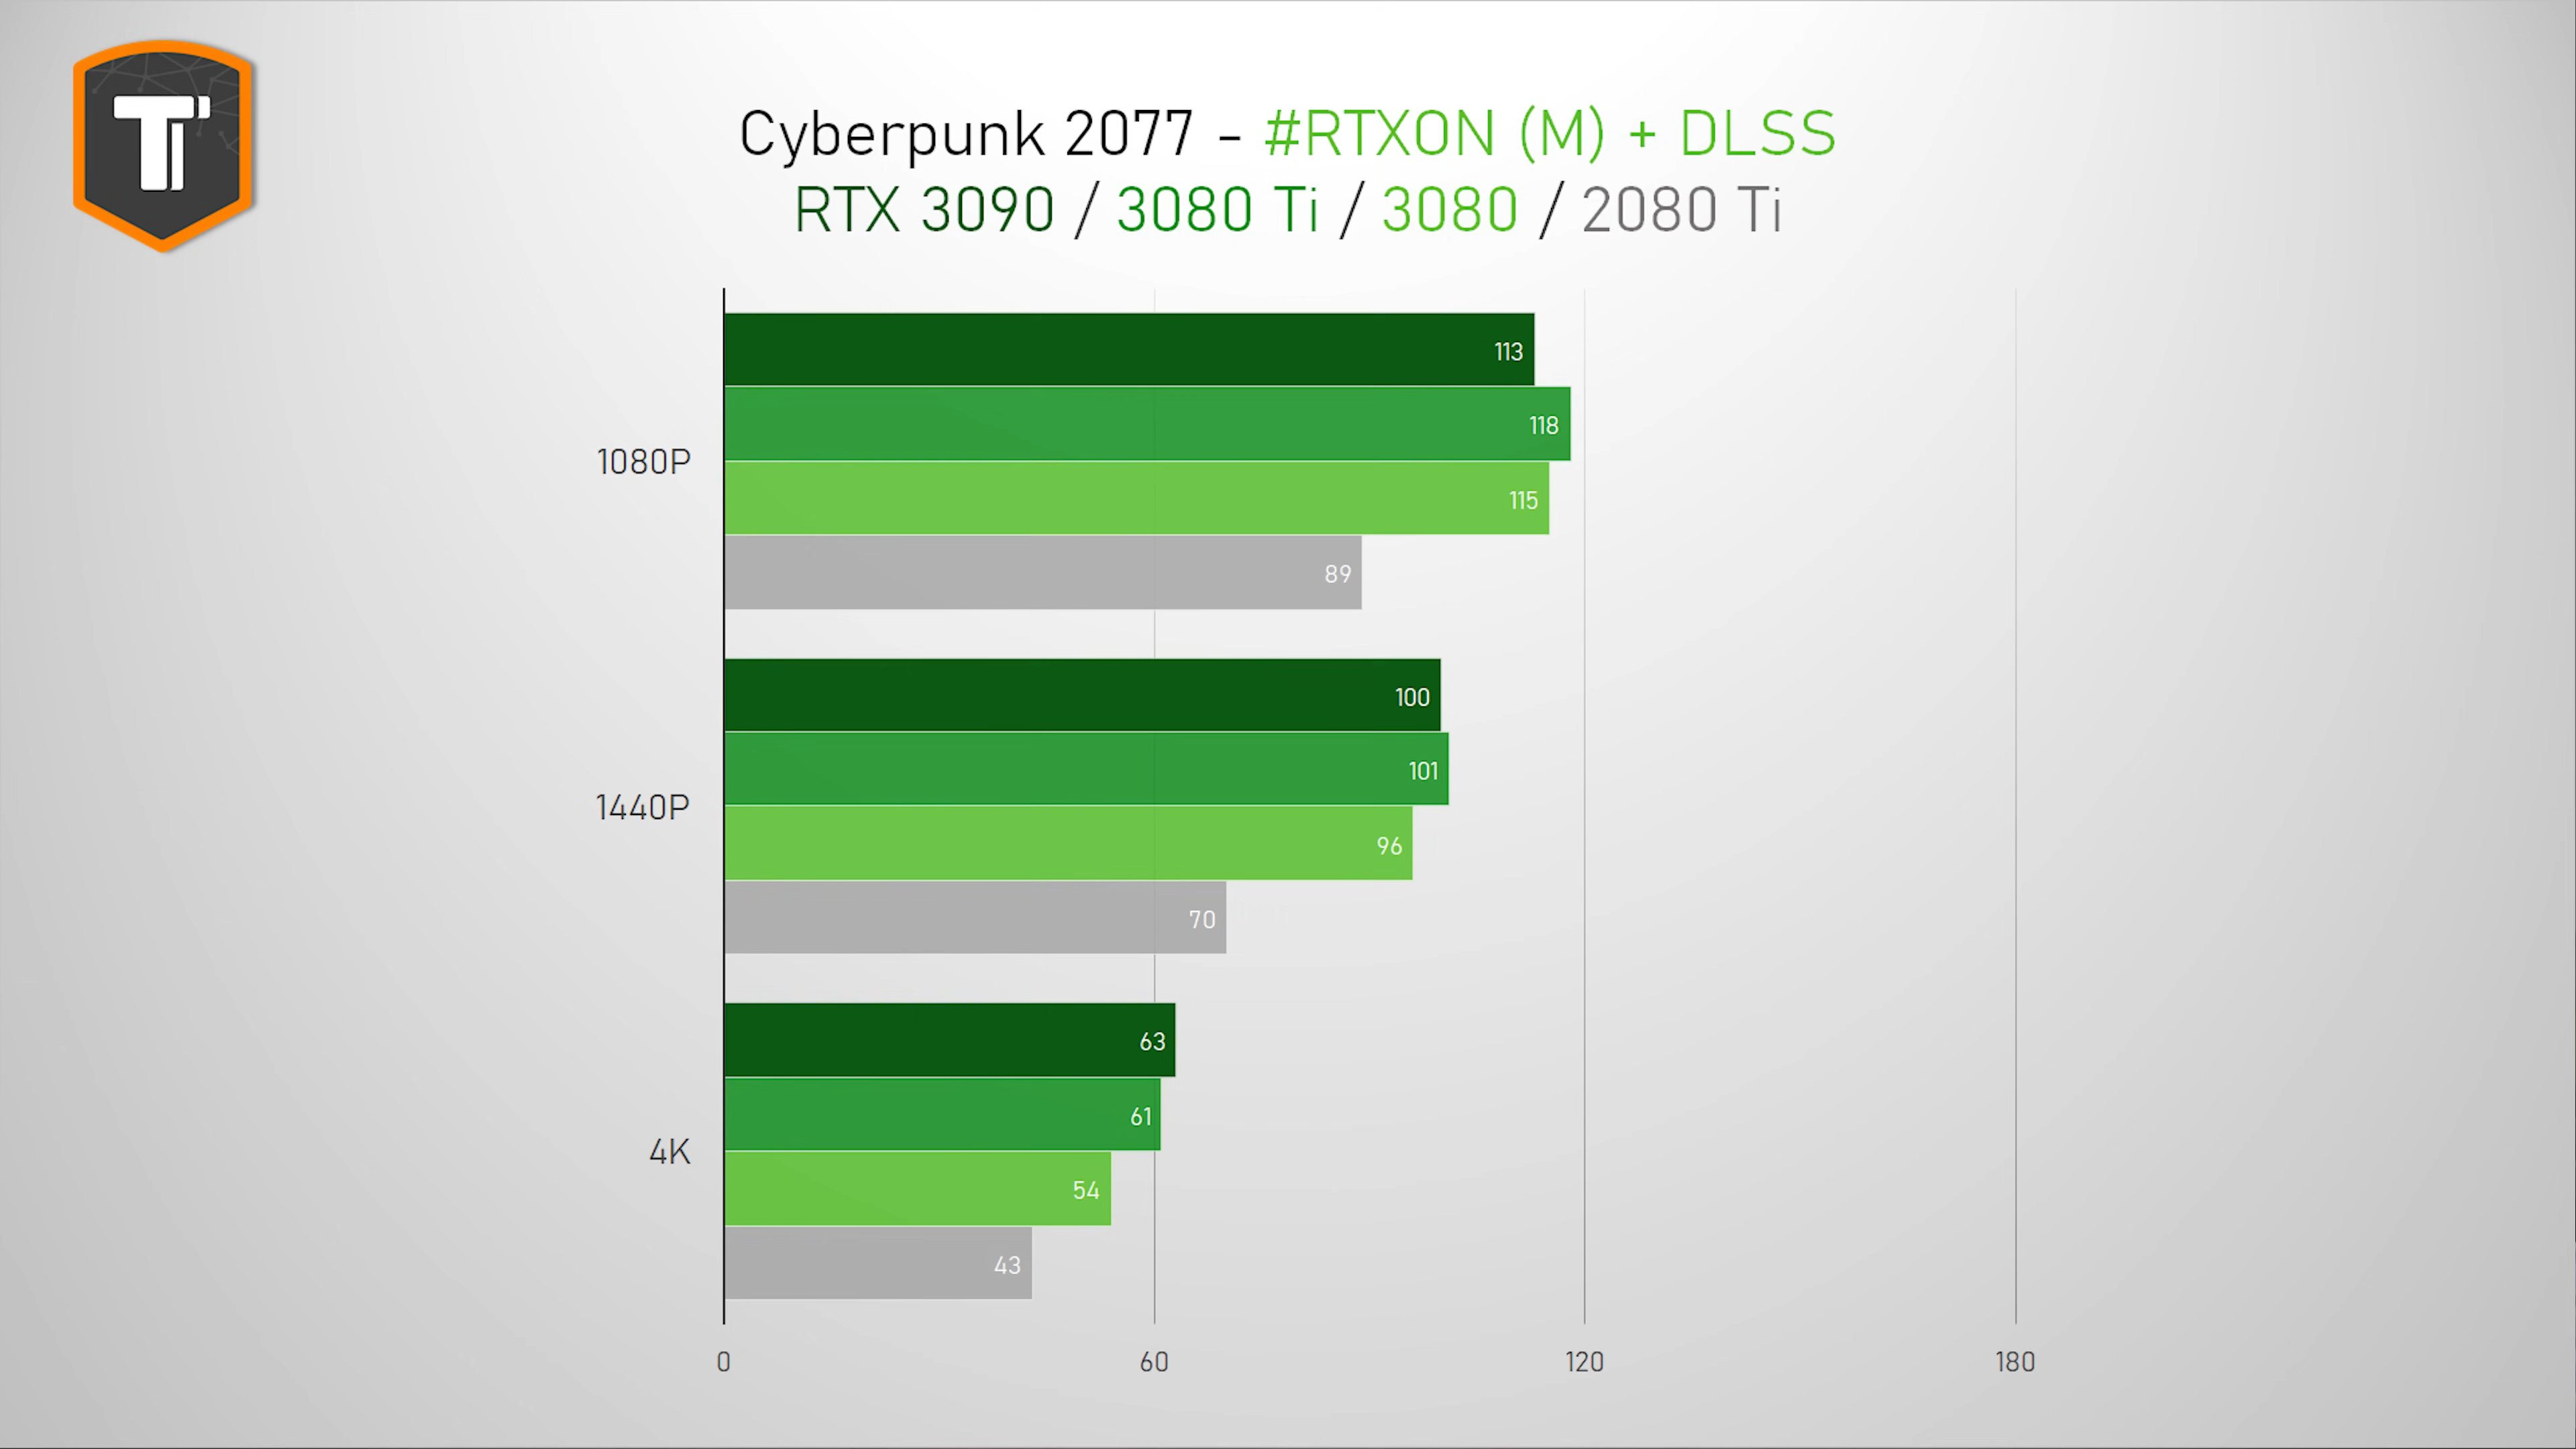 Ti
Cyberpunk 2077 - #RTXON (M) + DLSS
RTX 3090 / 3080 Ti / 3080 / 2080 Ti
1080P
113
118
115
89
1440P
100
101
96
70
4K
63
61
54
43
0 60 120 180